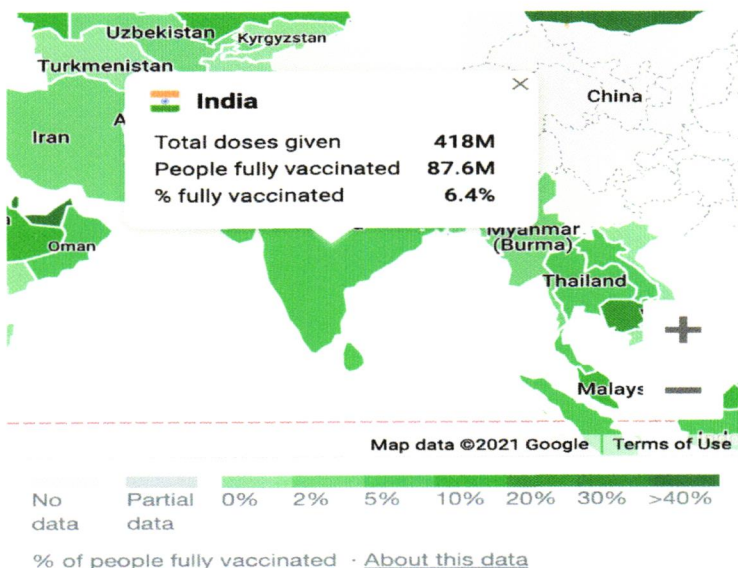 Uzbekistan
Kyrgyzstan
Turkmenistan
India
China
Iran
A
Total doses given 418M
People fully vaccinated 87.6M
% fully vaccinated 6.4%
Oman
Myanmar
(Burma)
Thailand
Malays
Map data ©2021 Google Terms of Use
No data
Partial data
0% 2% 5% 10% 20% 30% >40%
% of people fully vaccinated · About this data